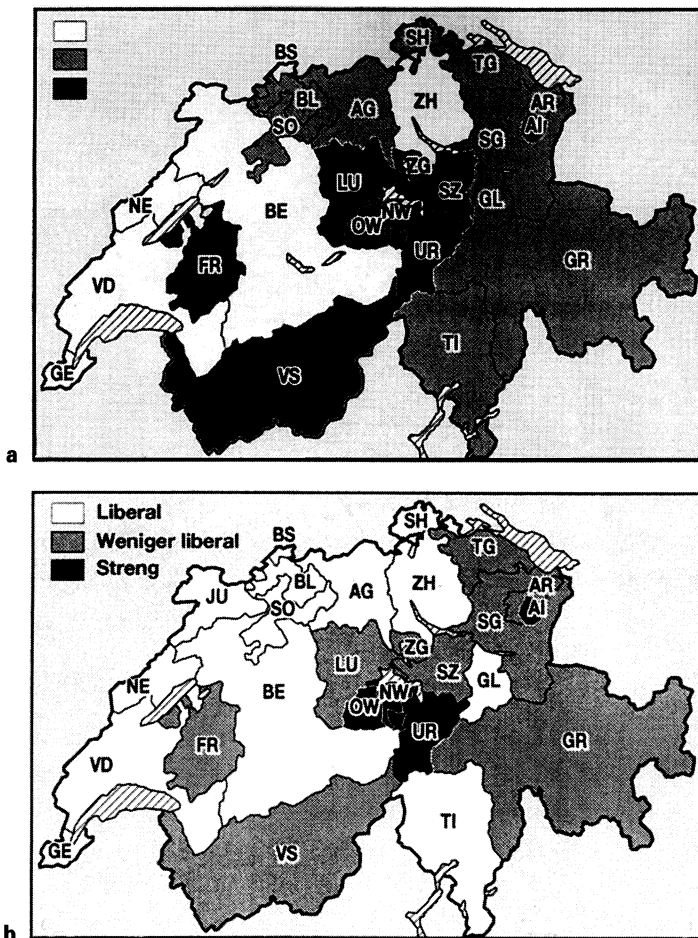 SH
BS
TG
BL
AG
ZH
AR
AI
SO
SG
ZG
LU
SZ
NE
BE
NW
GL
OW
UR
FR
GR
VD
TI
GE
VS
a
Liberal
SH
Weniger liberal
BS
TG
Streng
BL
ZH
AR
JU
AG
AI
SO
SG
ZG
LU
SZ
NE
BE
NW
GL
OW
UR
FR
GR
VD
TI
GE
VS
b